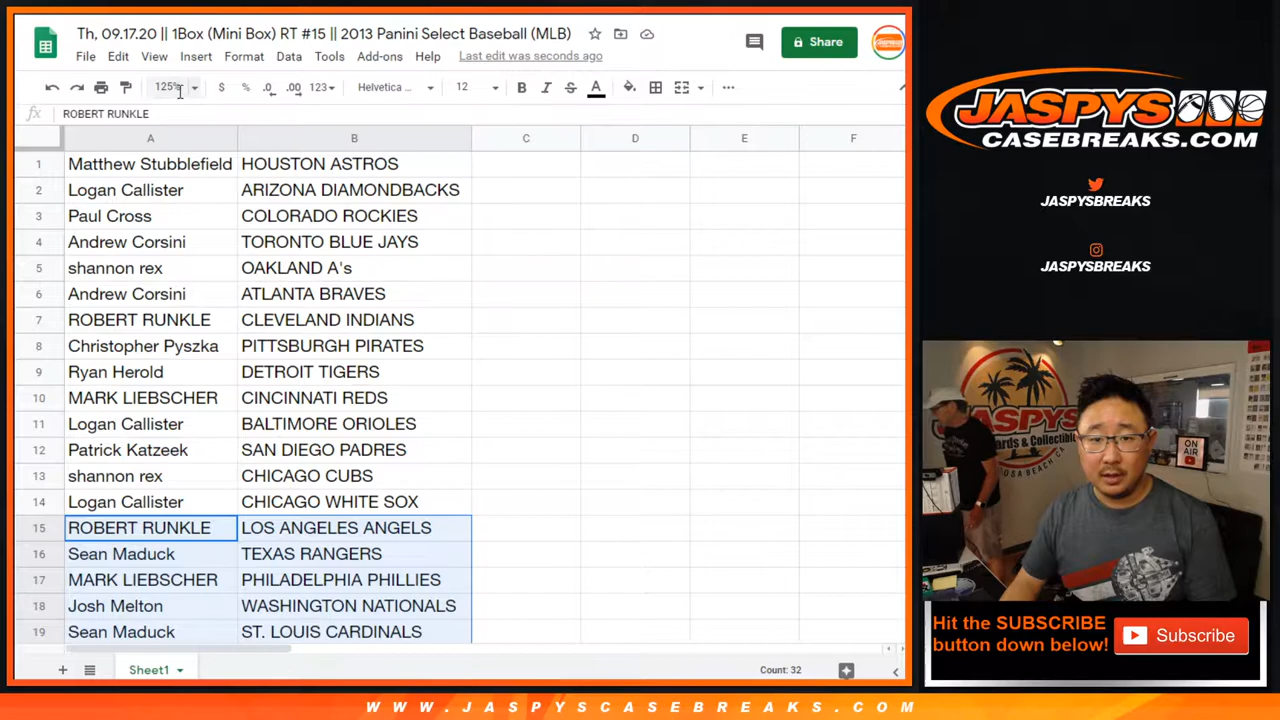 Th, 09.17.20 || 1Box (Mini Box) RT #15 || 2013 Panini Select Baseball (MLB)
File Edit View Insert Format Data Tools Add-ons Help Last edit was seconds ago
Share
125% $ % .0 .00 123 Helvetica ... 12 B I S A
fx ROBERT RUNKLE
A B C D E F
1 Matthew Stubblefield HOUSTON ASTROS
2 Logan Callister ARIZONA DIAMONDBACKS
3 Paul Cross COLORADO ROCKIES
4 Andrew Corsini TORONTO BLUE JAYS
5 shannon rex OAKLAND A's
6 Andrew Corsini ATLANTA BRAVES
7 ROBERT RUNKLE CLEVELAND INDIANS
8 Christopher Pyszka PITTSBURGH PIRATES
9 Ryan Herold DETROIT TIGERS
10 MARK LIEBSCHER CINCINNATI REDS
11 Logan Callister BALTIMORE ORIOLES
12 Patrick Katzeek SAN DIEGO PADRES
13 shannon rex CHICAGO CUBS
14 Logan Callister CHICAGO WHITE SOX
15 ROBERT RUNKLE LOS ANGELES ANGELS
16 Sean Maduck TEXAS RANGERS
17 MARK LIEBSCHER PHILADELPHIA PHILLIES
18 Josh Melton WASHINGTON NATIONALS
19 Sean Maduck ST. LOUIS CARDINALS
Sheet1
Count: 32
JASPYS
CASEBREAKS.COM
JASPYSBREAKS
JASPYSBREAKS
JASPYS
ON
AIR
Hit the SUBSCRIBE
button down below!
Subscribe
WWW.JASPYSCASEBREAKS.COM